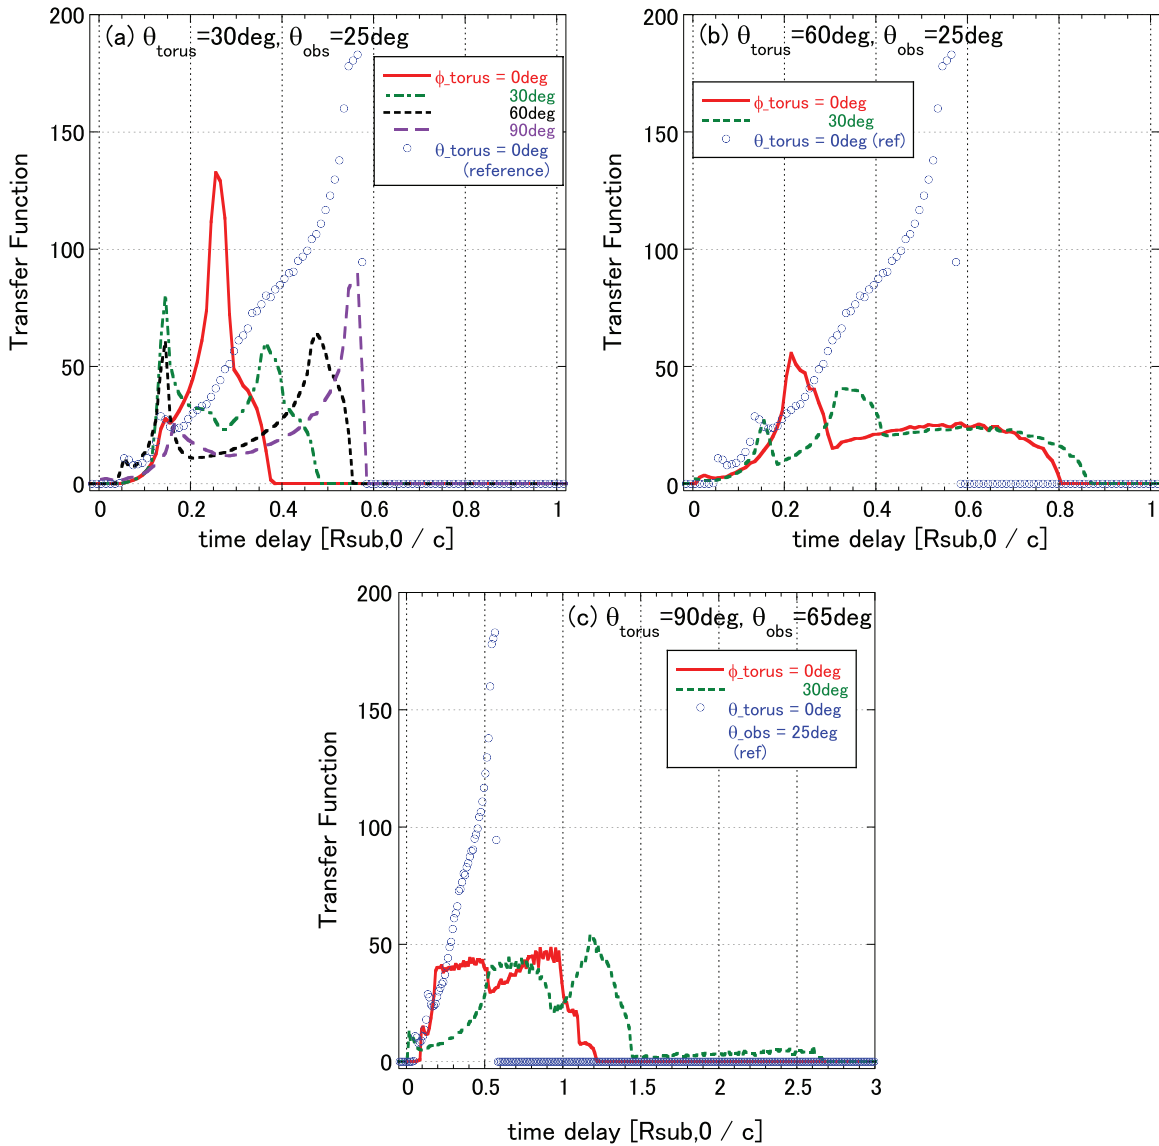 (a) θtorus=30deg, θobs=25deg
200
150
100
50
0
Transfer Function
ϕ_torus = 0deg
30deg
60deg
90deg
θ_torus = 0deg
(reference)
0 0.2 0.4 0.6 0.8 1
time delay [Rsub,0 / c]
(b) θtorus=60deg, θobs=25deg
200
150
100
50
0
Transfer Function
ϕ_torus = 0deg
30deg
θ_torus = 0deg (ref)
0 0.2 0.4 0.6 0.8 1
time delay [Rsub,0 / c]
(c) θtorus=90deg, θobs=65deg
200
150
100
50
0
Transfer Function
ϕ_torus = 0deg
30deg
θ_torus = 0deg
θ_obs = 25deg
(ref)
0 0.5 1 1.5 2 2.5 3
time delay [Rsub,0 / c]